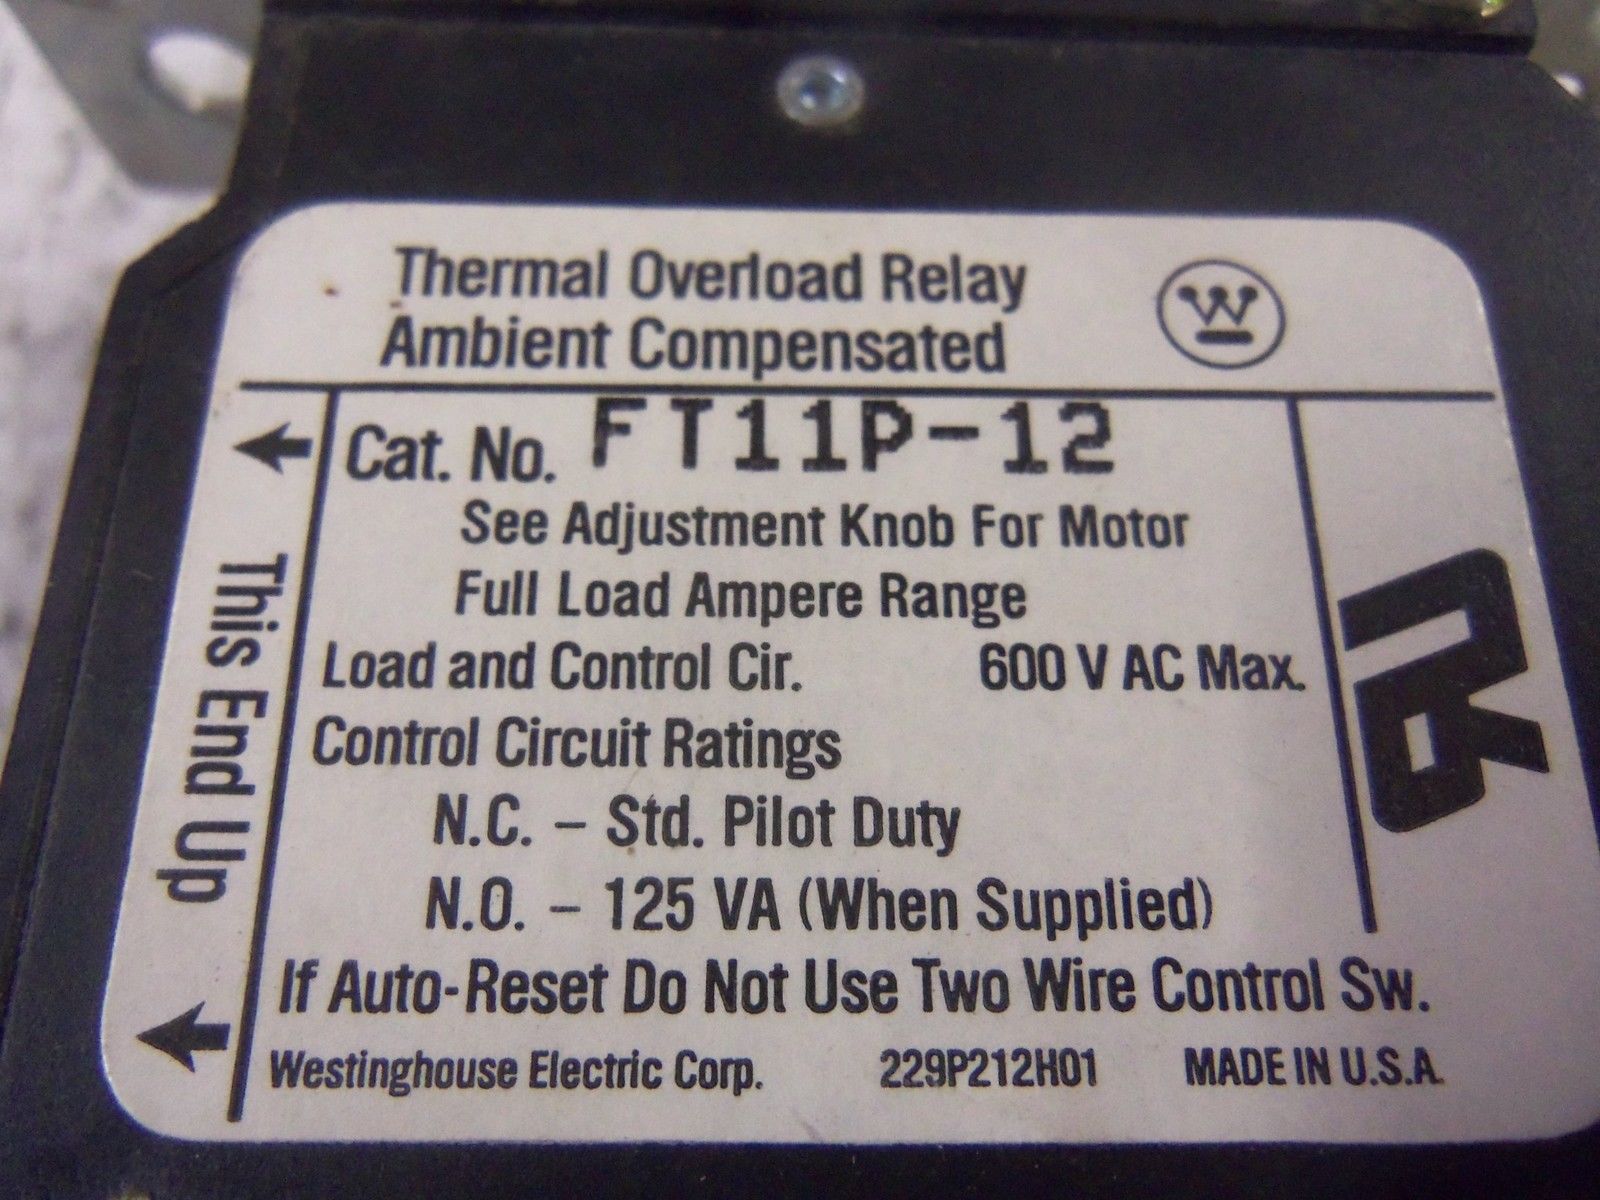 Thermal Overload Relay
Ambient Compensated
W
Cat. No. FT11P-12
See Adjustment Knob For Motor
Full Load Ampere Range
Load and Control Cir. 600 V AC Max.
Control Circuit Ratings
N.C. – Std. Pilot Duty
N.O. – 125 VA (When Supplied)
If Auto-Reset Do Not Use Two Wire Control Sw.
Westinghouse Electric Corp. 229P212H01 MADE IN U.S.A.
This End Up